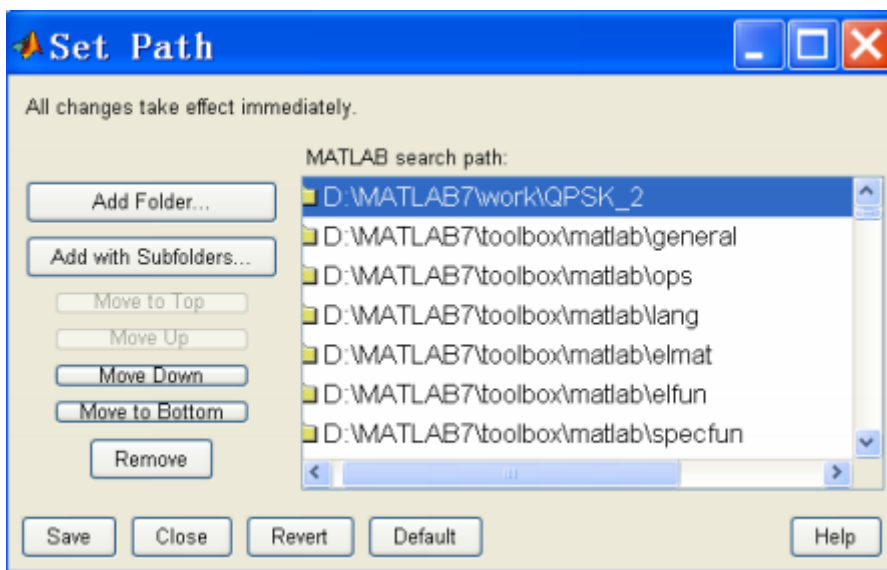 Set Path
All changes take effect immediately.
MATLAB search path:
Add Folder...
Add with Subfolders...
Move to Top
Move Up
Move Down
Move to Bottom
Remove
D:\MATLAB7\work\QPSK_2
D:\MATLAB7\toolbox\matlab\general
D:\MATLAB7\toolbox\matlab\ops
D:\MATLAB7\toolbox\matlab\lang
D:\MATLAB7\toolbox\matlab\elmat
D:\MATLAB7\toolbox\matlab\elfun
D:\MATLAB7\toolbox\matlab\specfun
Save Close Revert Default Help